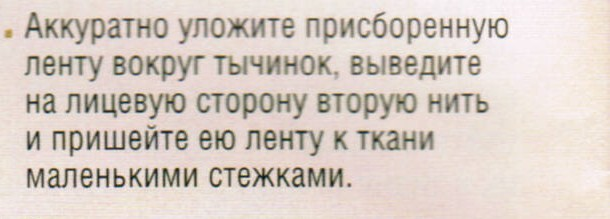 Аккуратно уложите присборенную
ленту вокруг тычинок, выведите
на лицевую сторону вторую нить
и пришейте ею ленту к ткани
маленькими стежками.